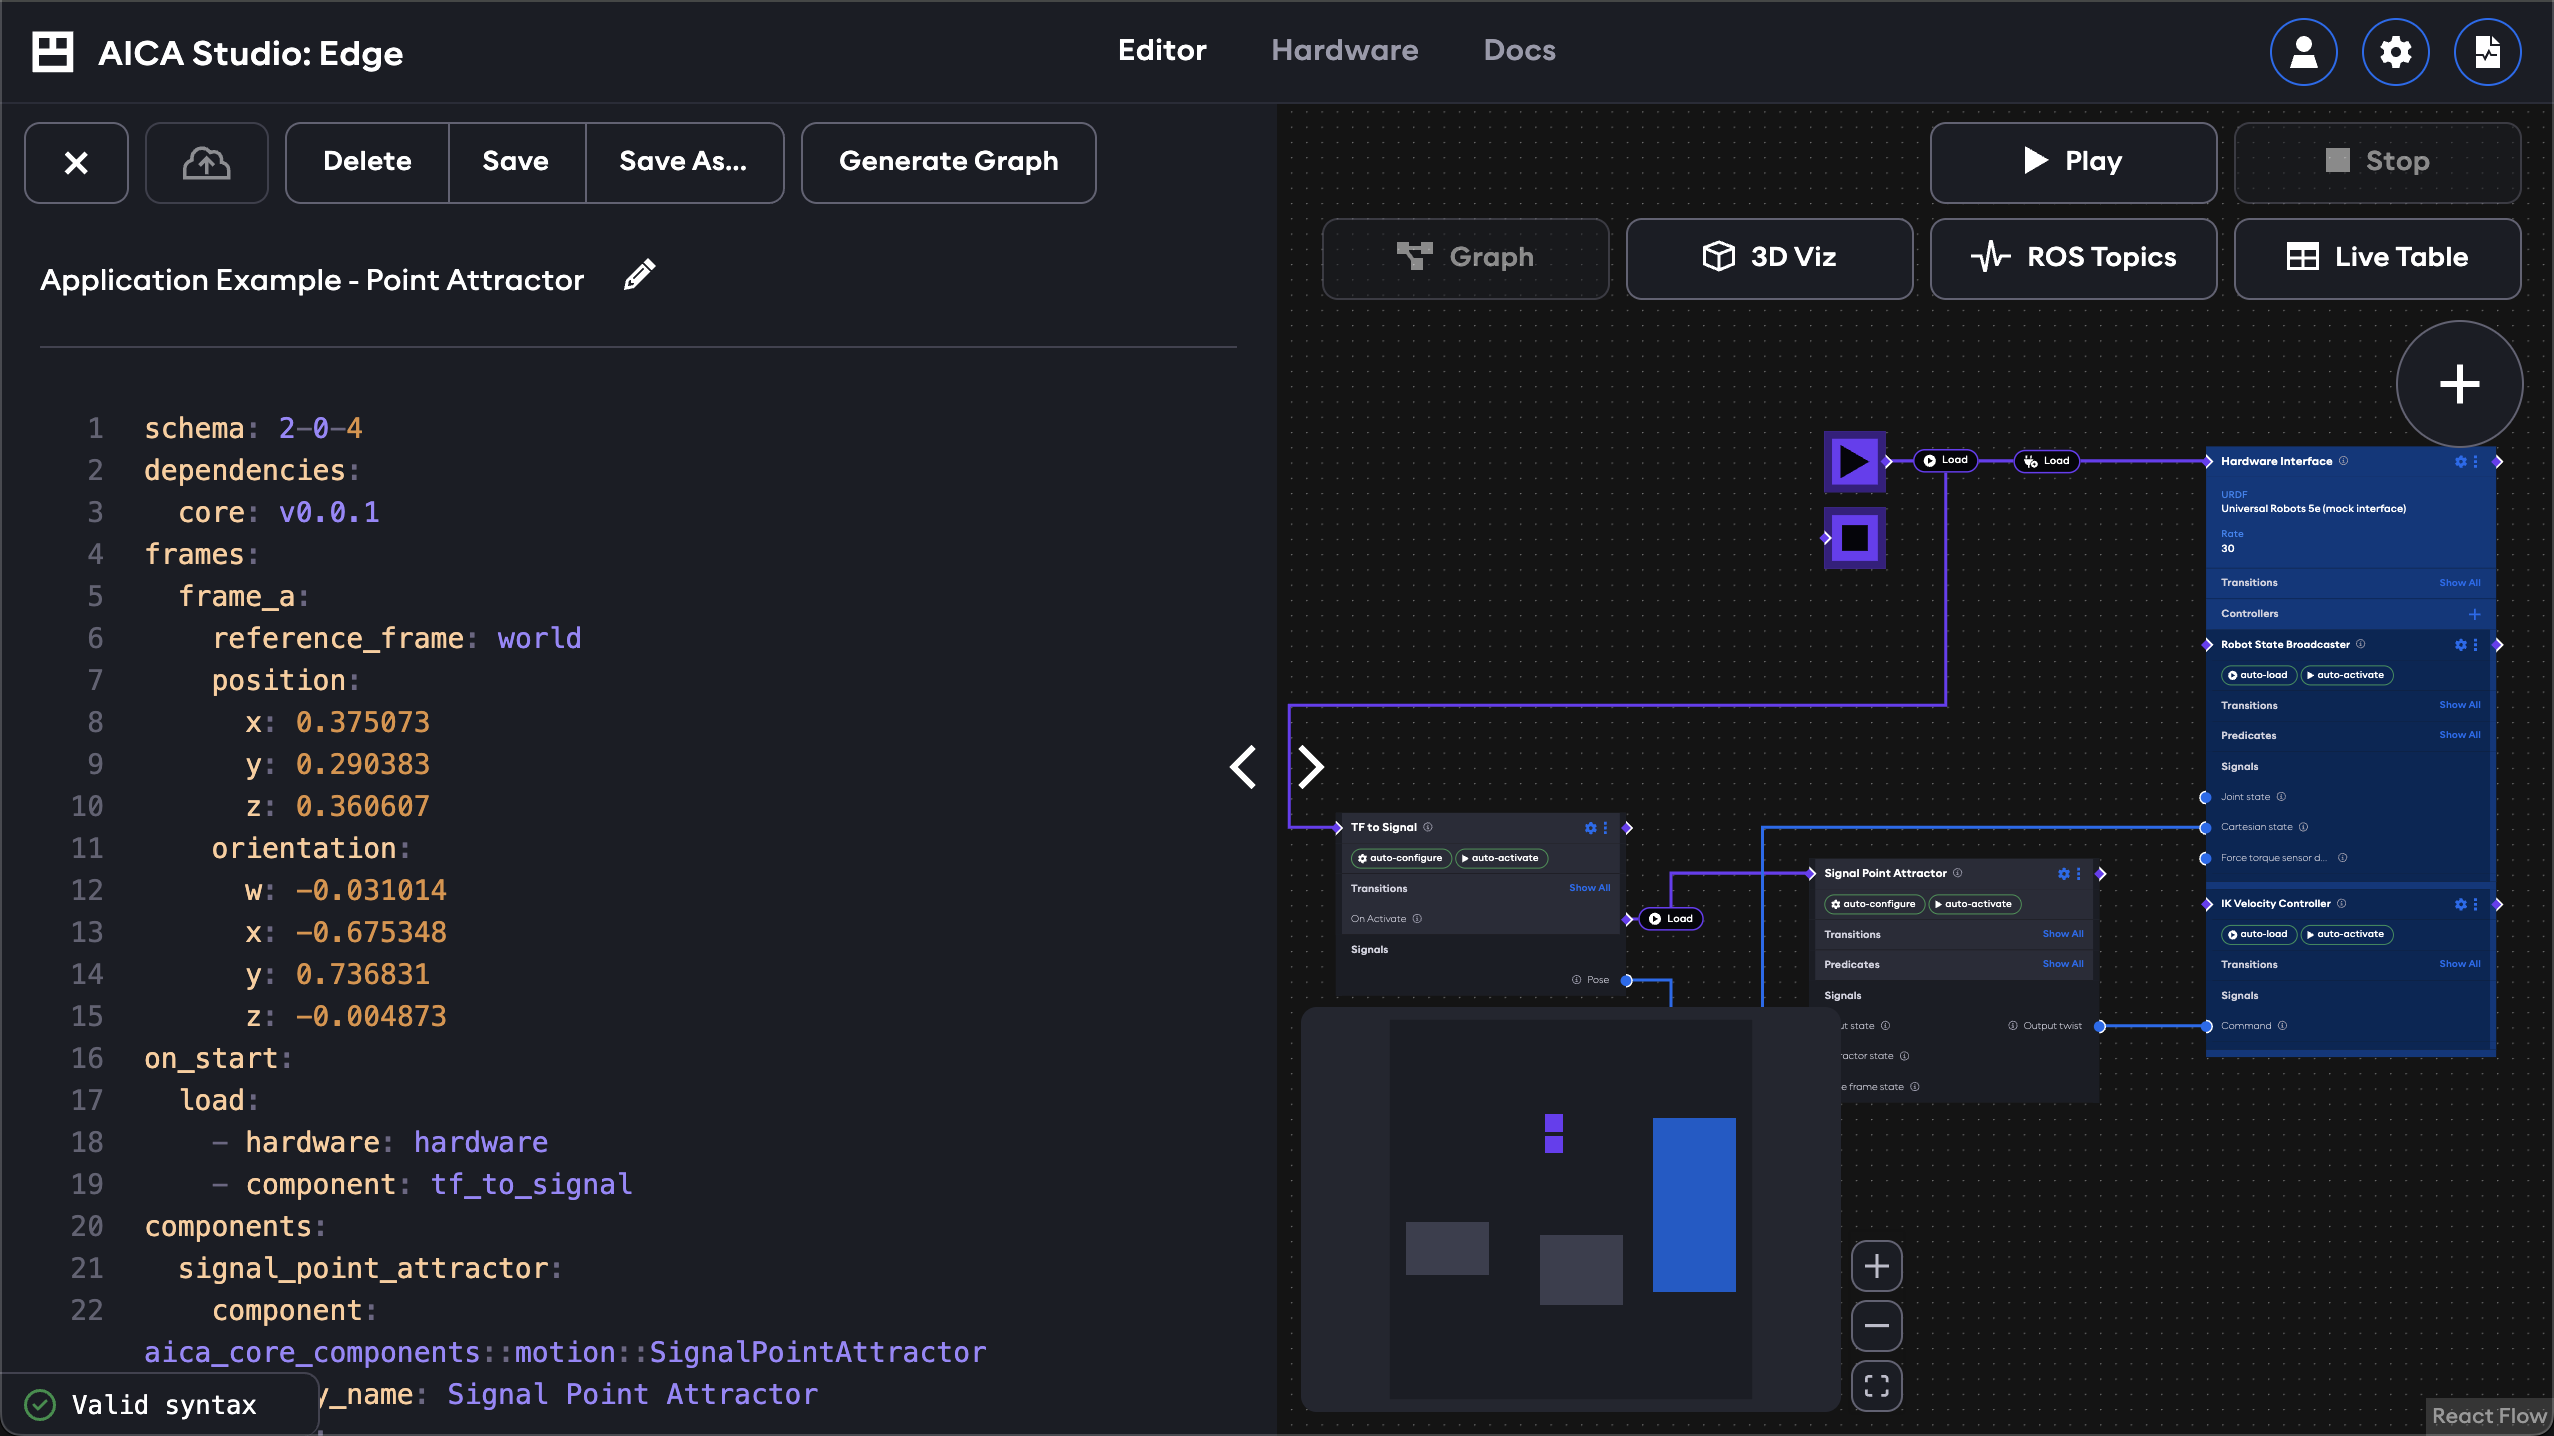 AICA Studio: Edge
Editor
Hardware
Docs
Delete
Save
Save As...
Generate Graph
Play
Stop
Graph
3D Viz
ROS Topics
Live Table
Application Example - Point Attractor
1 schema: 2-0-4
2 dependencies:
3 core: v0.0.1
4 frames:
5 frame_a:
6 reference_frame: world
7 position:
8 x: 0.375073
9 y: 0.290383
10 z: 0.360607
11 orientation:
12 w: -0.031014
13 x: -0.675348
14 y: 0.736831
15 z: -0.004873
16 on_start:
17 load:
18 - hardware: hardware
19 - component: tf_to_signal
20 components:
21 signal_point_attractor:
22 component:
aica_core_components::motion::SignalPointAttractor
y_name: Signal Point Attractor
Valid syntax
Load
Load
Hardware Interface
URDF
Universal Robots 5e (mock interface)
Rate
30
Transitions Show All
Controllers
Robot State Broadcaster
auto-load auto-activate
Transitions Show All
Predicates Show All
Signals
Joint state
Cartesian state
Force torque sensor d...
IK Velocity Controller
auto-load auto-activate
Transitions Show All
Signals
Command
TF to Signal
auto-configure auto-activate
Transitions Show All
On Activate
Load
Signals
Pose
Signal Point Attractor
auto-configure auto-activate
Transitions Show All
Predicates Show All
Signals
ut state Output twist
ractor state
e frame state
React Flow